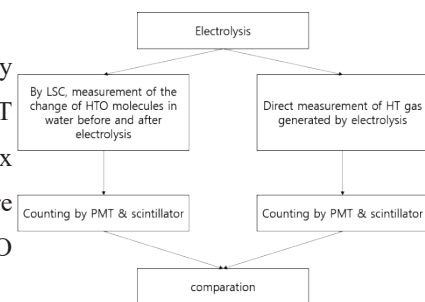 Electrolysis
y
T
x
re
O
By LSC, measurement of the
change of HTO molecules in
water before and after
electrolysis
Direct measurement of HT gas
generated by electrolysis
Counting by PMT & scintillator
Counting by PMT & scintillator
comparation